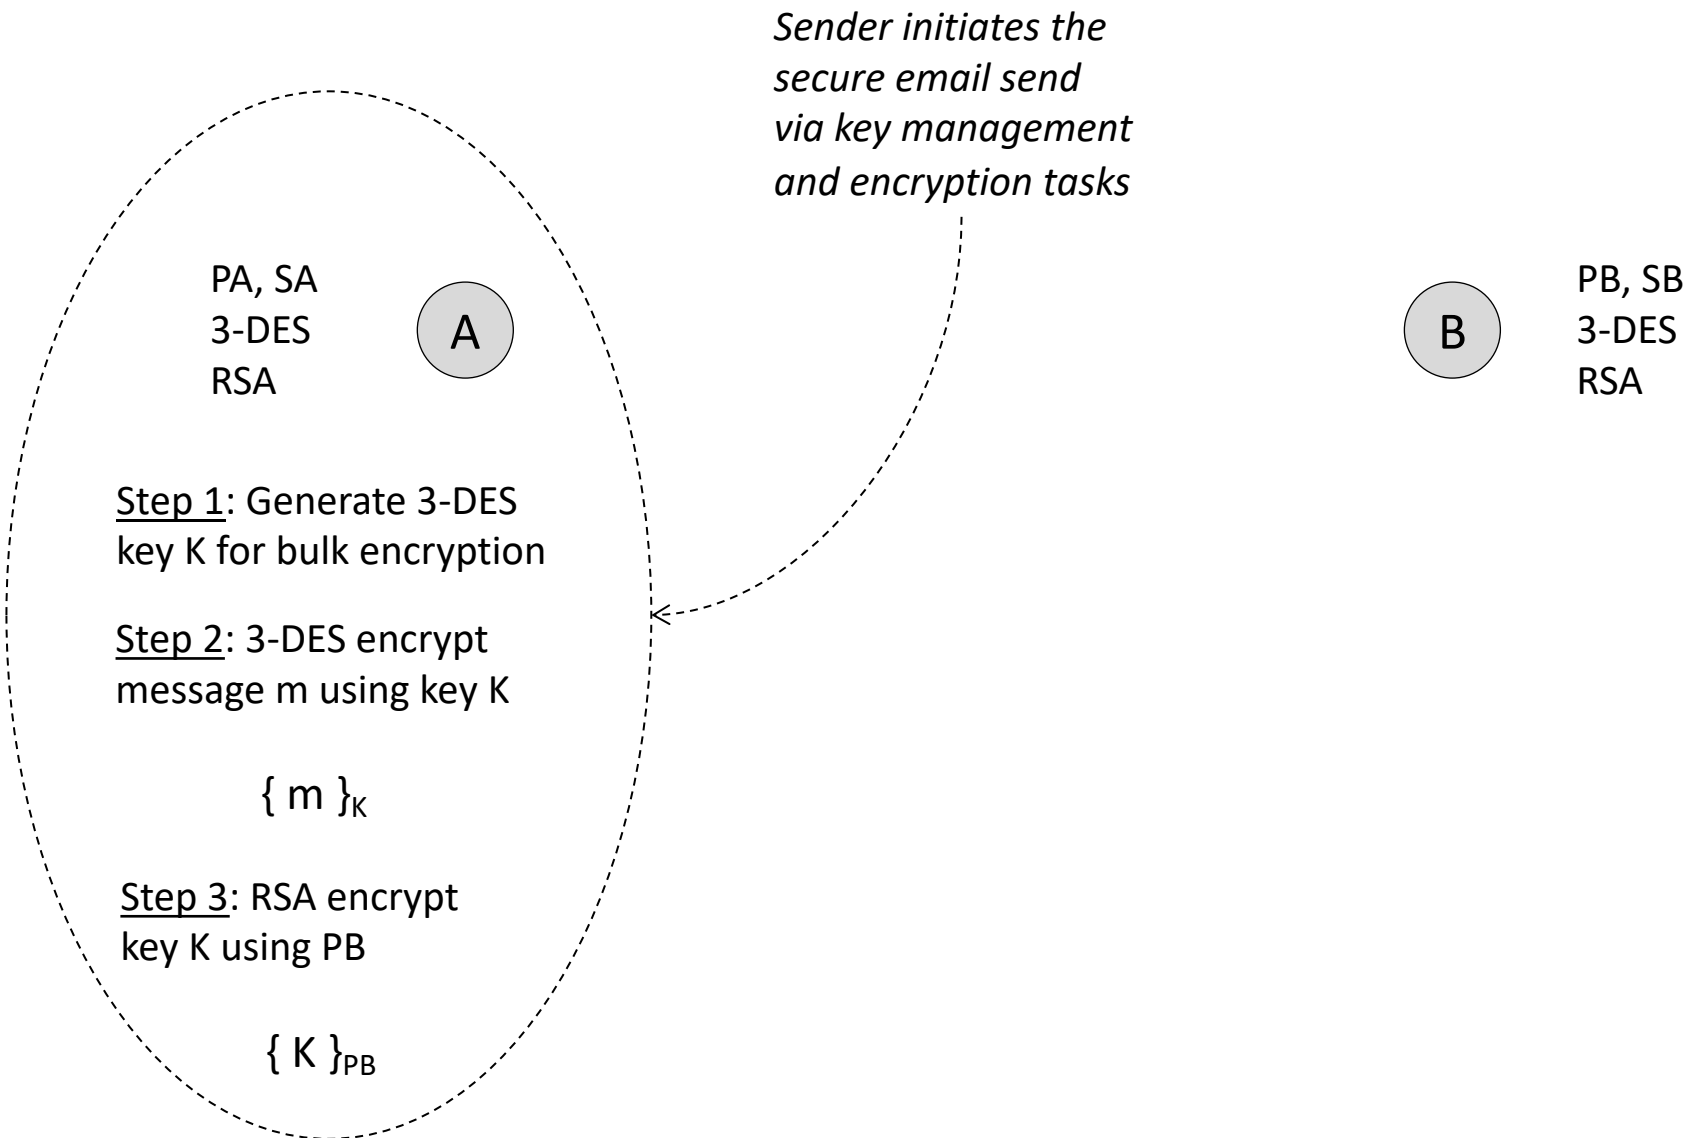 Sender initiates the
secure email send
via key management
and encryption tasks
PA, SA
3-DES
RSA
A
B
PB, SB
3-DES
RSA
Step 1: Generate 3-DES
key K for bulk encryption
Step 2: 3-DES encrypt
message m using key K
{ m }K
Step 3: RSA encrypt
key K using PB
{ K }PB